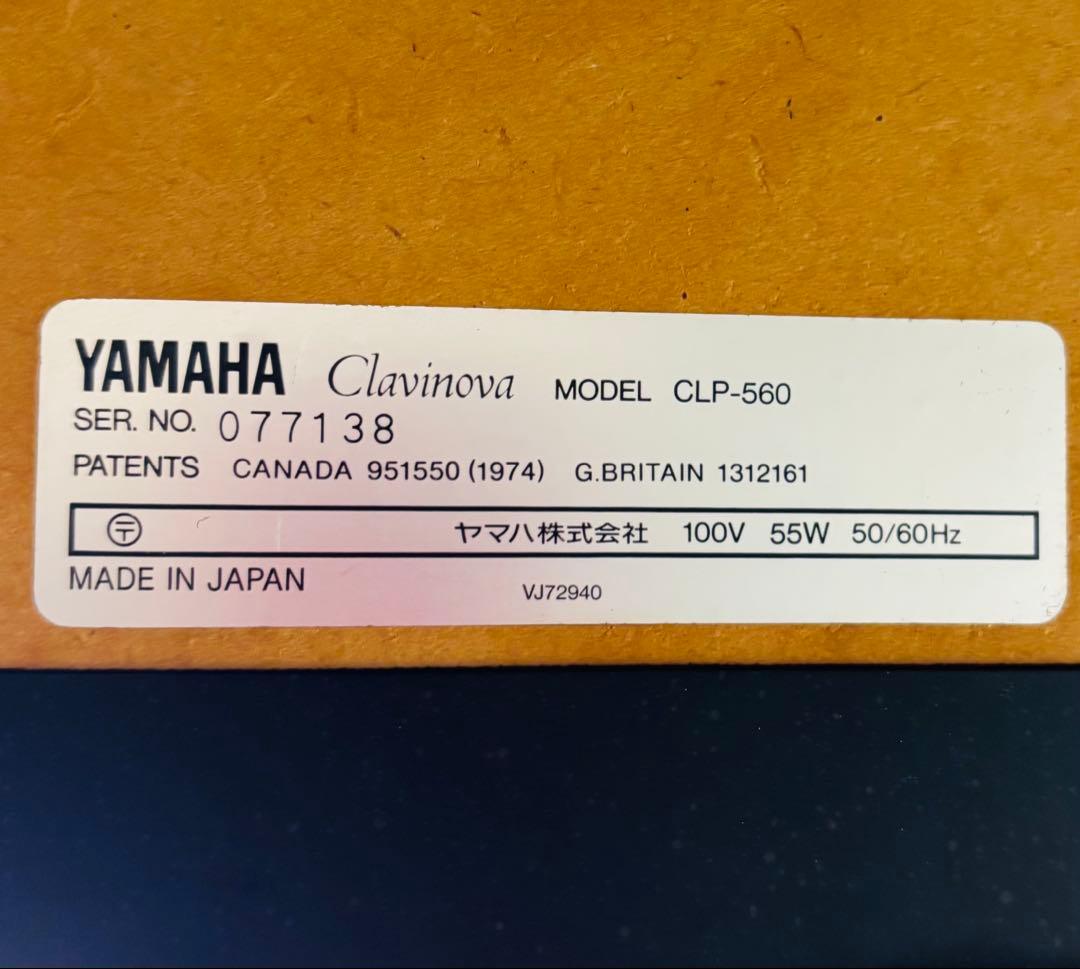 YAMAHA Clavinova MODEL CLP-560
SER. NO. 077138
PATENTS CANADA 951550 (1974) G.BRITAIN 1312161
〶 ヤマハ株式会社 100V 55W 50/60Hz
MADE IN JAPAN VJ72940